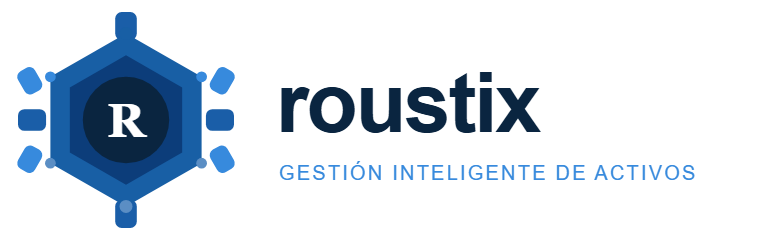 R
roustix
GESTIÓN INTELIGENTE DE ACTIVOS